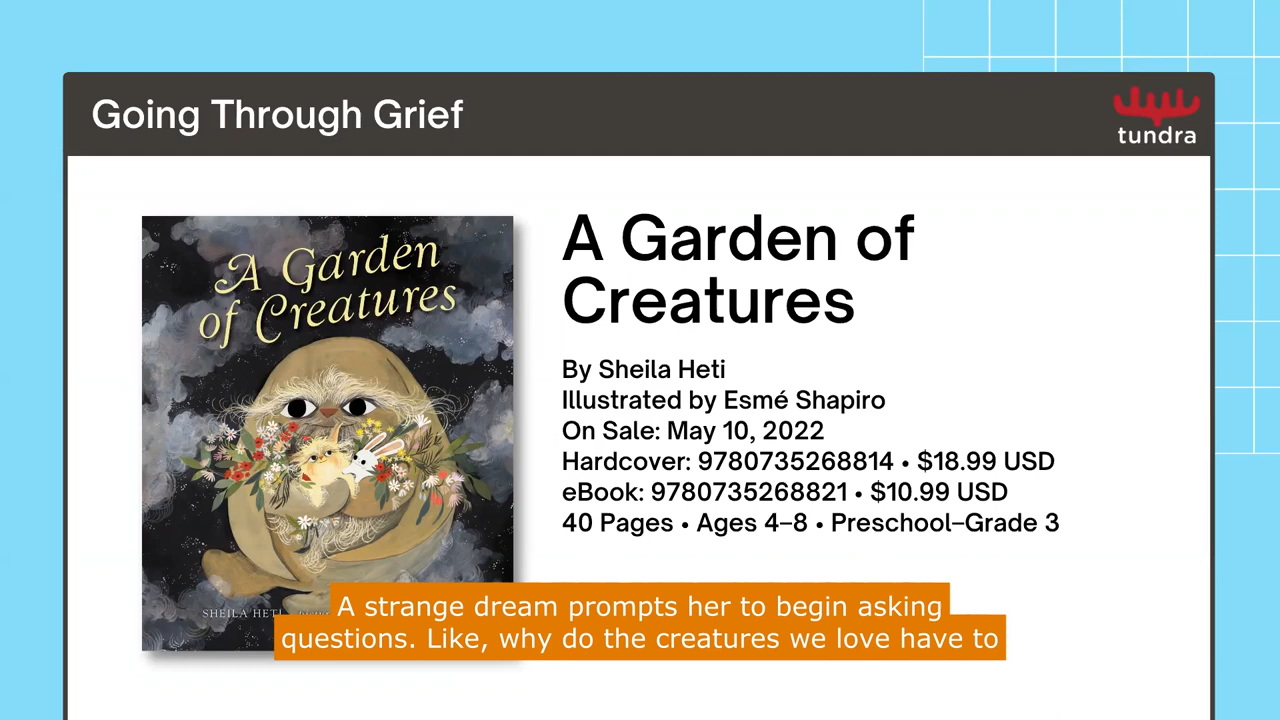 Going Through Grief
tundra
A Garden
of Creatures
SHEILA HETI
A Garden of
Creatures
By Sheila Heti
Illustrated by Esmé Shapiro
On Sale: May 10, 2022
Hardcover: 9780735268814 • $18.99 USD
eBook: 9780735268821 • $10.99 USD
40 Pages • Ages 4–8 • Preschool–Grade 3
A strange dream prompts her to begin asking
questions. Like, why do the creatures we love have to